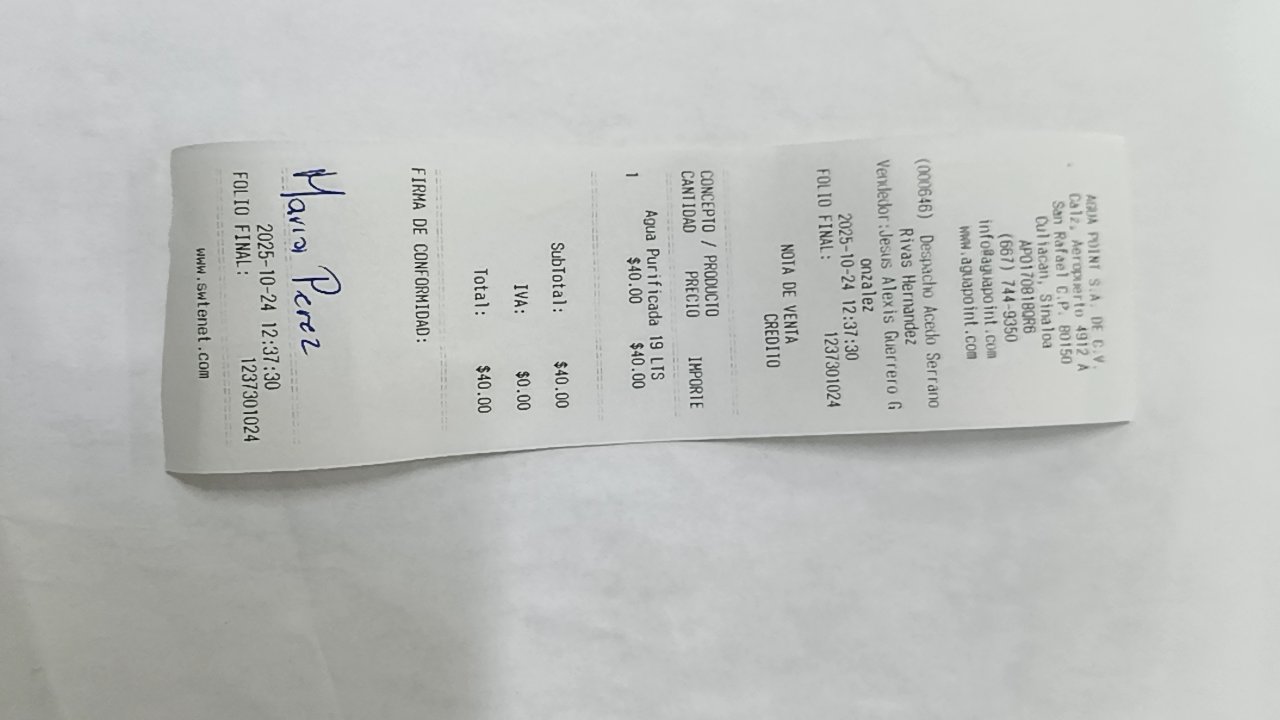 AGUA POINT S.A. DE C.V.
Calz. Aeropuerto 4912 A
San Rafael C.P. 80150
Culiacan, Sinaloa
APO170818QR6
(667) 744-9350
info@aguapoint.com
www.aguapoint.com
(000646) Despacho Acedo Serrano
Rivas Hernandez
Vendedor:Jesus Alexis Guerrero G
onzalez
2025-10-24 12:37:30
FOLIO FINAL: 1237301024
NOTA DE VENTA
CREDITO
CONCEPTO / PRODUCTO
CANTIDAD PRECIO IMPORTE
Agua Purificada 19 LTS
1 $40.00 $40.00
SubTotal: $40.00
IVA: $0.00
Total: $40.00
FIRMA DE CONFORMIDAD:
Maria Perez
2025-10-24 12:37:30
FOLIO FINAL: 1237301024
www.swtenet.com